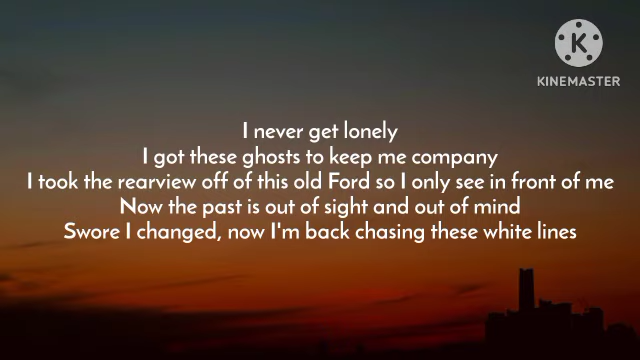 KINEMASTER
I never get lonely
I got these ghosts to keep me company
I took the rearview off of this old Ford so I only see in front of me
Now the past is out of sight and out of mind
Swore I changed, now I'm back chasing these white lines